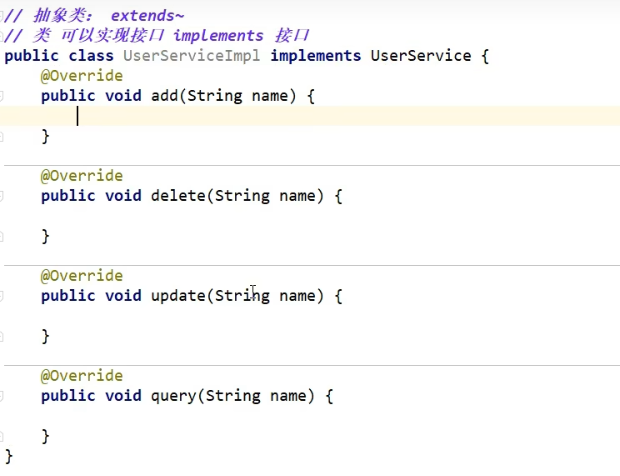 // 抽象类： extends~
// 类 可以实现接口 implements 接口
public class UserServiceImpl implements UserService {
    @Override
    public void add(String name) {

    }

    @Override
    public void delete(String name) {

    }

    @Override
    public void update(String name) {

    }

    @Override
    public void query(String name) {

    }
}